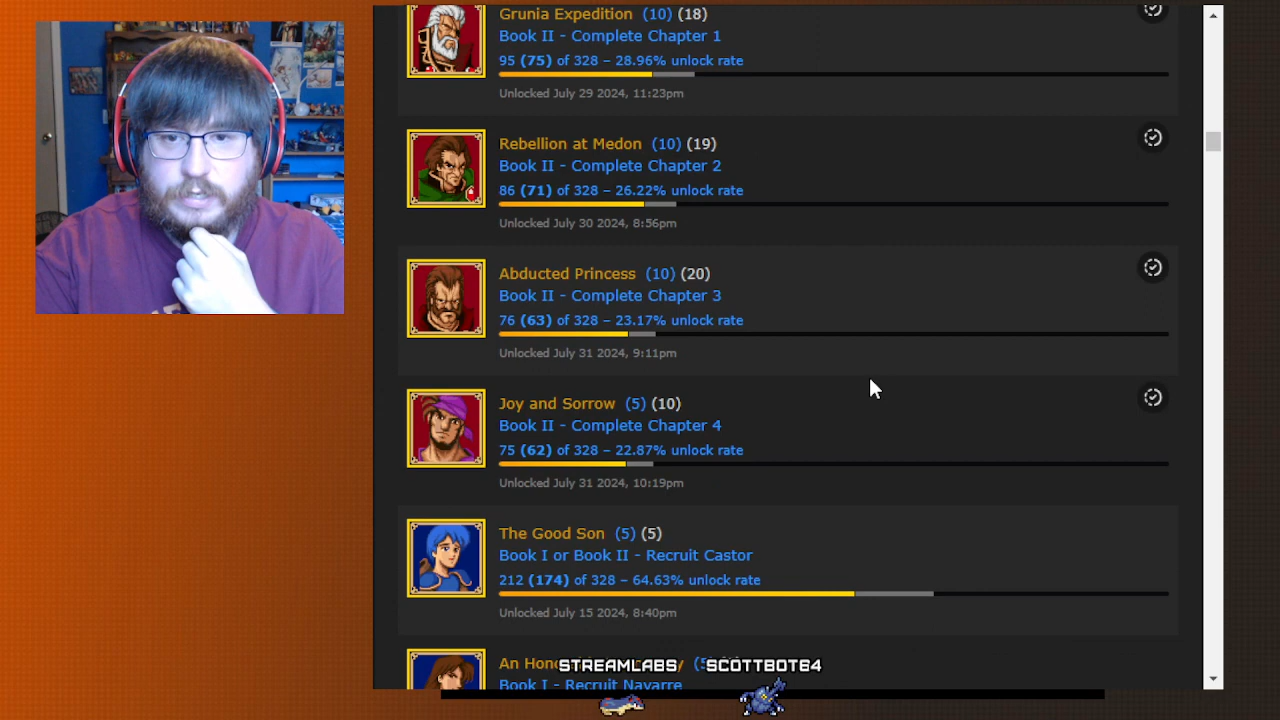 Grunia Expedition (10) (18)
Book II - Complete Chapter 1
95 (75) of 328 – 28.96% unlock rate
Unlocked July 29 2024, 11:23pm
Rebellion at Medon (10) (19)
Book II - Complete Chapter 2
86 (71) of 328 – 26.22% unlock rate
Unlocked July 30 2024, 8:56pm
Abducted Princess (10) (20)
Book II - Complete Chapter 3
76 (63) of 328 – 23.17% unlock rate
Unlocked July 31 2024, 9:11pm
Joy and Sorrow (5) (10)
Book II - Complete Chapter 4
75 (62) of 328 – 22.87% unlock rate
Unlocked July 31 2024, 10:19pm
The Good Son (5) (5)
Book I or Book II - Recruit Castor
212 (174) of 328 – 64.63% unlock rate
Unlocked July 15 2024, 8:40pm
An
STREAMLABS SCOTTBOT84
Book I - Recruit Navarre